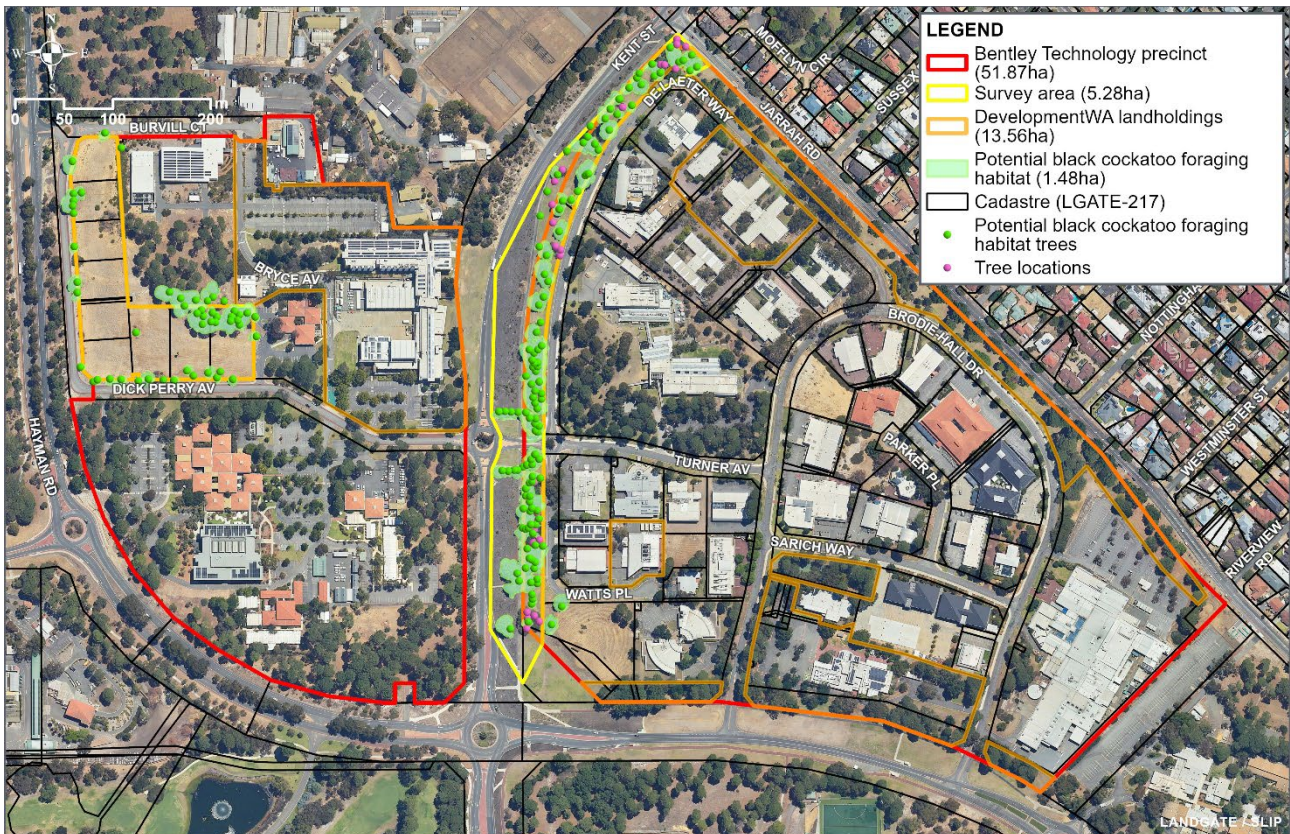 N
W E
S
0 50 100 200
m
LEGEND
Bentley Technology precinct
(51.87ha)
Survey area (5.28ha)
DevelopmentWA landholdings
(13.56ha)
Potential black cockatoo foraging
habitat (1.48ha)
Cadastre (LGATE-217)
Potential black cockatoo foraging
habitat trees
Tree locations
KENT ST
MOFFLYN CIR
SUSSEX
DE LAETER WAY
JARRAH RD
BURVILL CT
BRYCE AV
NOTTINGHA
BRODIE-HALL DR
DICK PERRY AV
HAYMAN RD
WESTMINSTER ST
PARKER PL
TURNER AV
SARICH WAY
RIVERVIEW
RD
WATTS PL
LANDGATE / SLIP